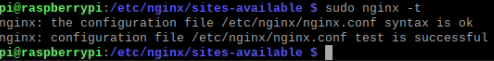 pi@raspberrypi:/etc/nginx/sites-available $ sudo nginx -t
nginx: the configuration file /etc/nginx/nginx.conf syntax is ok
nginx: configuration file /etc/nginx/nginx.conf test is successful
pi@raspberrypi:/etc/nginx/sites-available $